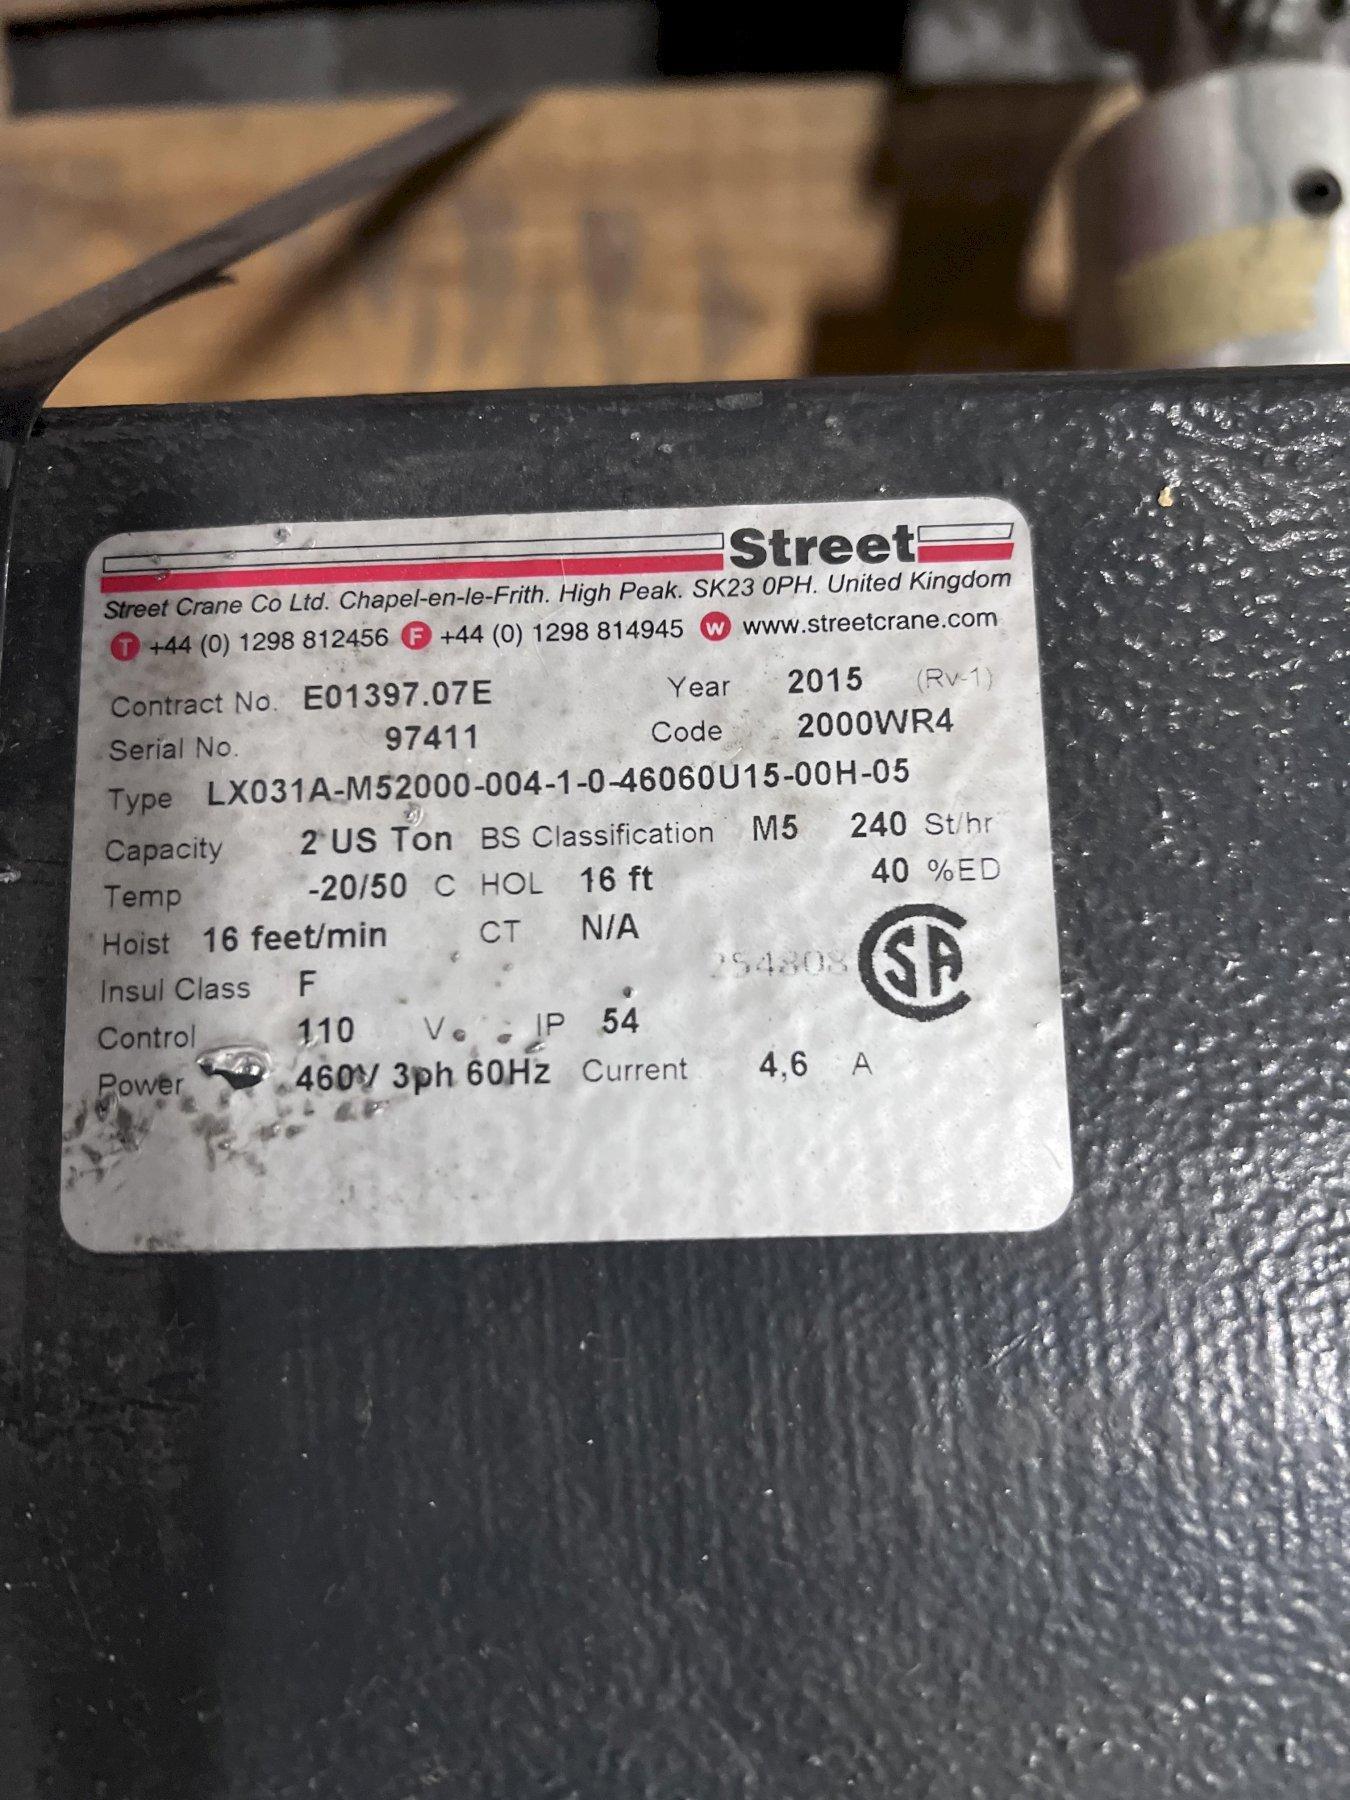 Street
Street Crane Co Ltd. Chapel-en-le-Frith. High Peak. SK23 0PH. United Kingdom
T +44 (0) 1298 812456 F +44 (0) 1298 814945 W www.streetcrane.com
Contract No. E01397.07E Year 2015 (Rv-1)
Serial No. 97411 Code 2000WR4
Type LX031A-M52000-004-1-0-46060U15-00H-05
Capacity 2 US Ton BS Classification M5 240 St/hr
Temp -20/50 C HOL 16 ft 40 %ED
Hoist 16 feet/min CT N/A
254808 SA
Insul Class F
Control 110 V IP 54
Power 460V 3ph 60Hz Current 4,6 A